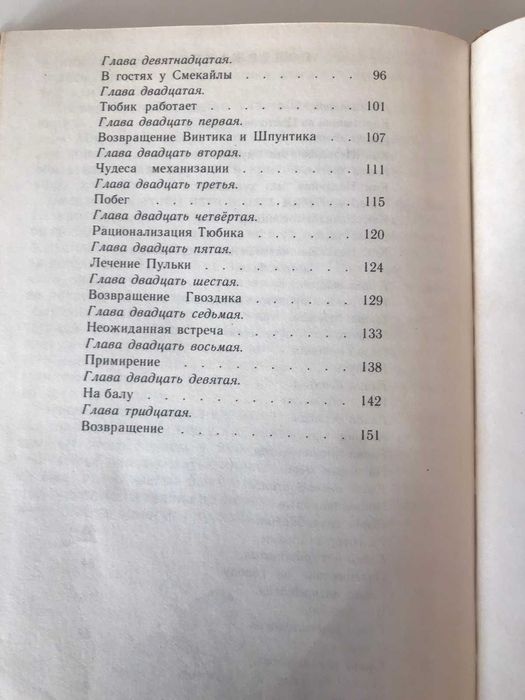 Глава девятнадцатая.
В гостях у Смекайлы . . . . . . . 96
Глава двадцатая.
Тюбик работает . . . . . . . . 101
Глава двадцать первая.
Возвращение Винтика и Шпунтика . . 107
Глава двадцать вторая.
Чудеса механизации . . . . . . 111
Глава двадцать третья.
Побег . . . . . . . . . . 115
Глава двадцать четвёртая.
Рационализация Тюбика . . . . . 120
Глава двадцать пятая.
Лечение Пульки . . . . . . . 124
Глава двадцать шестая.
Возвращение Гвоздика . . . . . . 129
Глава двадцать седьмая.
Неожиданная встреча . . . . . . 133
Глава двадцать восьмая.
Примирение . . . . . . . . 138
Глава двадцать девятая.
На балу . . . . . . . . . . 142
Глава тридцатая.
Возвращение . . . . . . . . 151